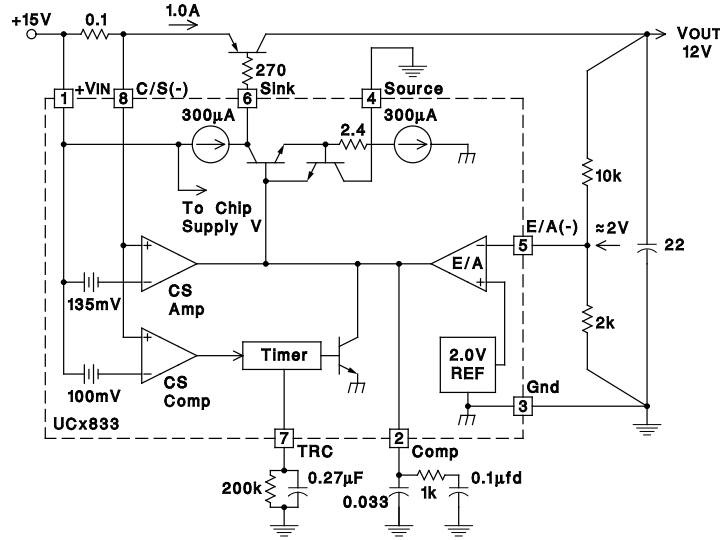 +15V
0.1
1.0A
VOUT
12V
270
1
+VIN
8
C/S(-)
6
Sink
4
Source
300μA
2.4
300μA
To Chip
Supply V
10k
E/A(-)
5
≈2V
22
E/A
+
-
-
+
135mV
CS
Amp
2k
+
-
100mV
CS
Comp
Timer
2.0V
REF
Gnd
3
UCx833
7
TRC
2
Comp
200k
0.27μF
0.033
1k
0.1μfd